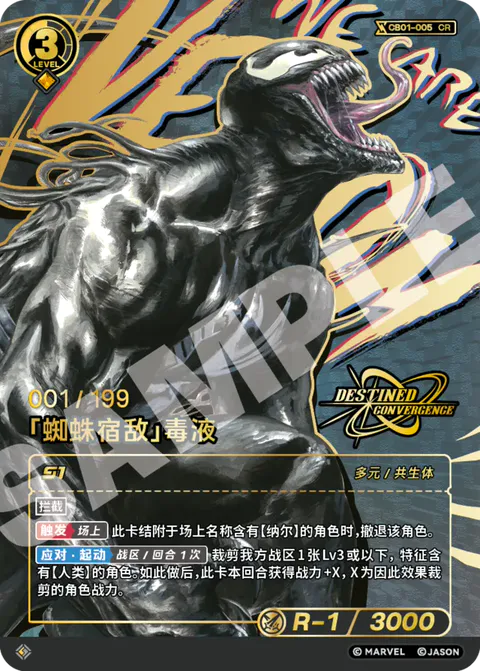 3
LEVEL
CB01-005 CR
SAMPLE
001/199
「蜘蛛宿敌」毒液
DESTINED
CONVERGENCE
S1
多元 / 共生体
拦截
触发 场上 此卡结附于场上名称含有【纳尔】的角色时,撤退该角色。
应对·起动 战区 / 回合 1 次 裁剪我方战区1张Lv3或以下，特征含
有【人类】的角色。如此做后，此卡本回合获得战力+X，X为因此效果裁
剪的角色战力。
R-1 / 3000
© MARVEL © JASON